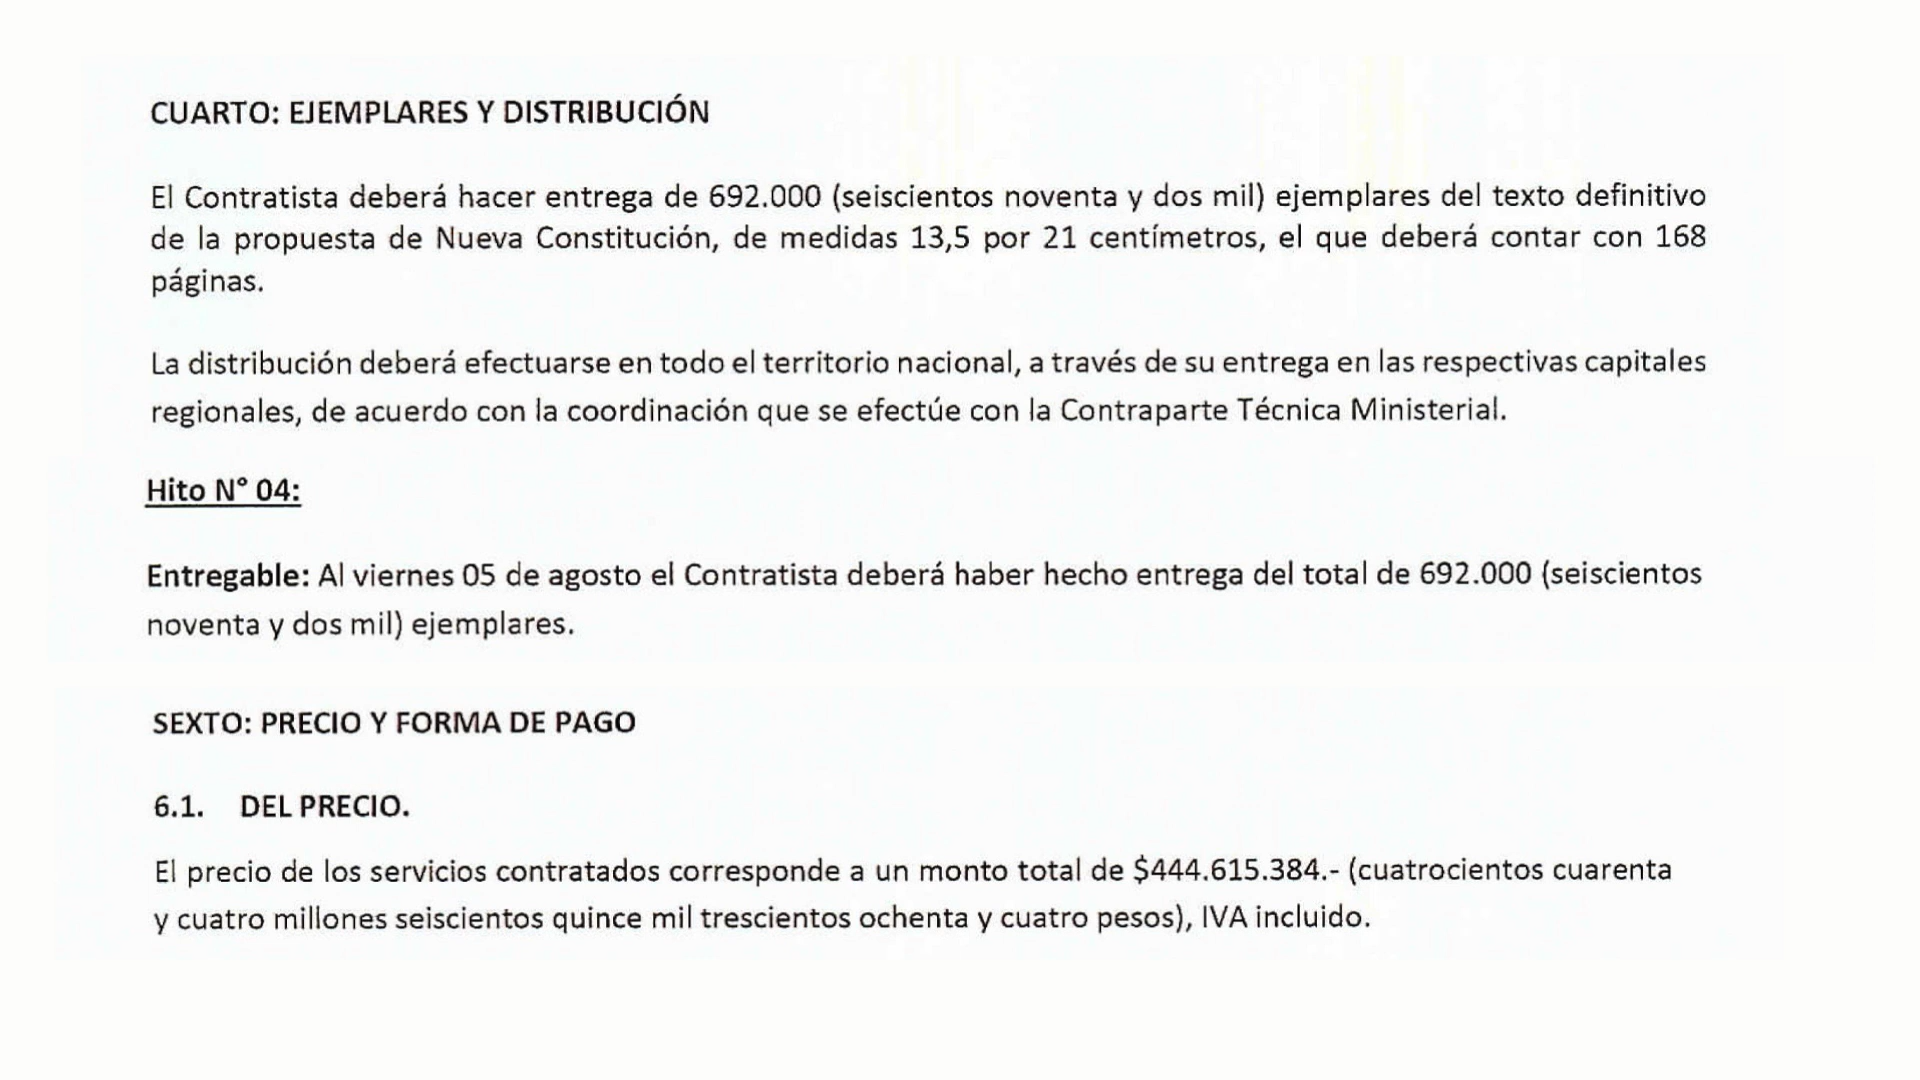 CUARTO: EJEMPLARES Y DISTRIBUCIÓN
El Contratista deberá hacer entrega de 692.000 (seiscientos noventa y dos mil) ejemplares del texto definitivo
de la propuesta de Nueva Constitución, de medidas 13,5 por 21 centímetros, el que deberá contar con 168
páginas.
La distribución deberá efectuarse en todo el territorio nacional, a través de su entrega en las respectivas capitales
regionales, de acuerdo con la coordinación que se efectúe con la Contraparte Técnica Ministerial.
Hito N° 04:
Entregable: Al viernes 05 de agosto el Contratista deberá haber hecho entrega del total de 692.000 (seiscientos
noventa y dos mil) ejemplares.
SEXTO: PRECIO Y FORMA DE PAGO
6.1. DEL PRECIO.
El precio de los servicios contratados corresponde a un monto total de $444.615.384.- (cuatrocientos cuarenta
y cuatro millones seiscientos quince mil trescientos ochenta y cuatro pesos), IVA incluido.